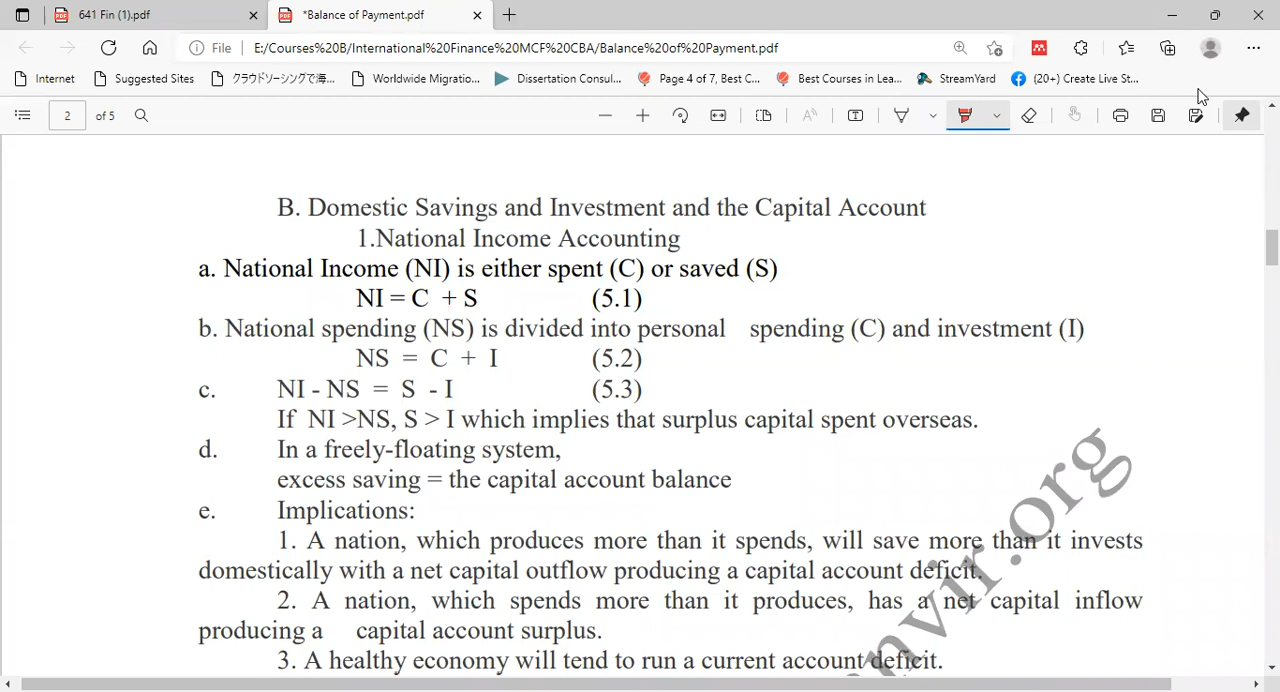 641 Fin (1).pdf
*Balance of Payment.pdf
File
E:/Courses%20B/International%20Finance%20MCF%20CBA/Balance%20of%20Payment.pdf
Internet
Suggested Sites
クラウドソーシングで海...
Worldwide Migratio...
Dissertation Consul...
Page 4 of 7, Best C...
Best Courses in Lea...
StreamYard
(20+) Create Live St...
2 of 5
B. Domestic Savings and Investment and the Capital Account
1.National Income Accounting
a. National Income (NI) is either spent (C) or saved (S)
NI = C + S (5.1)
b. National spending (NS) is divided into personal spending (C) and investment (I)
NS = C + I (5.2)
c. NI - NS = S - I (5.3)
If NI >NS, S > I which implies that surplus capital spent overseas.
d. In a freely-floating system,
excess saving = the capital account balance
e. Implications:
1. A nation, which produces more than it spends, will save more than it invests
domestically with a net capital outflow producing a capital account deficit.
2. A nation, which spends more than it produces, has a net capital inflow
producing a capital account surplus.
3. A healthy economy will tend to run a current account deficit.
nvir.org